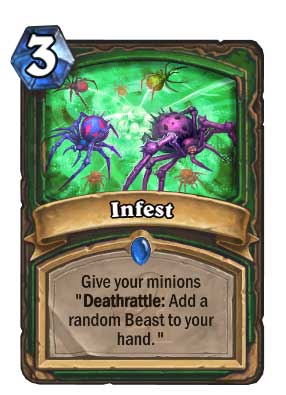 3
Infest
Give your minions
"Deathrattle: Add a
random Beast to your
hand."